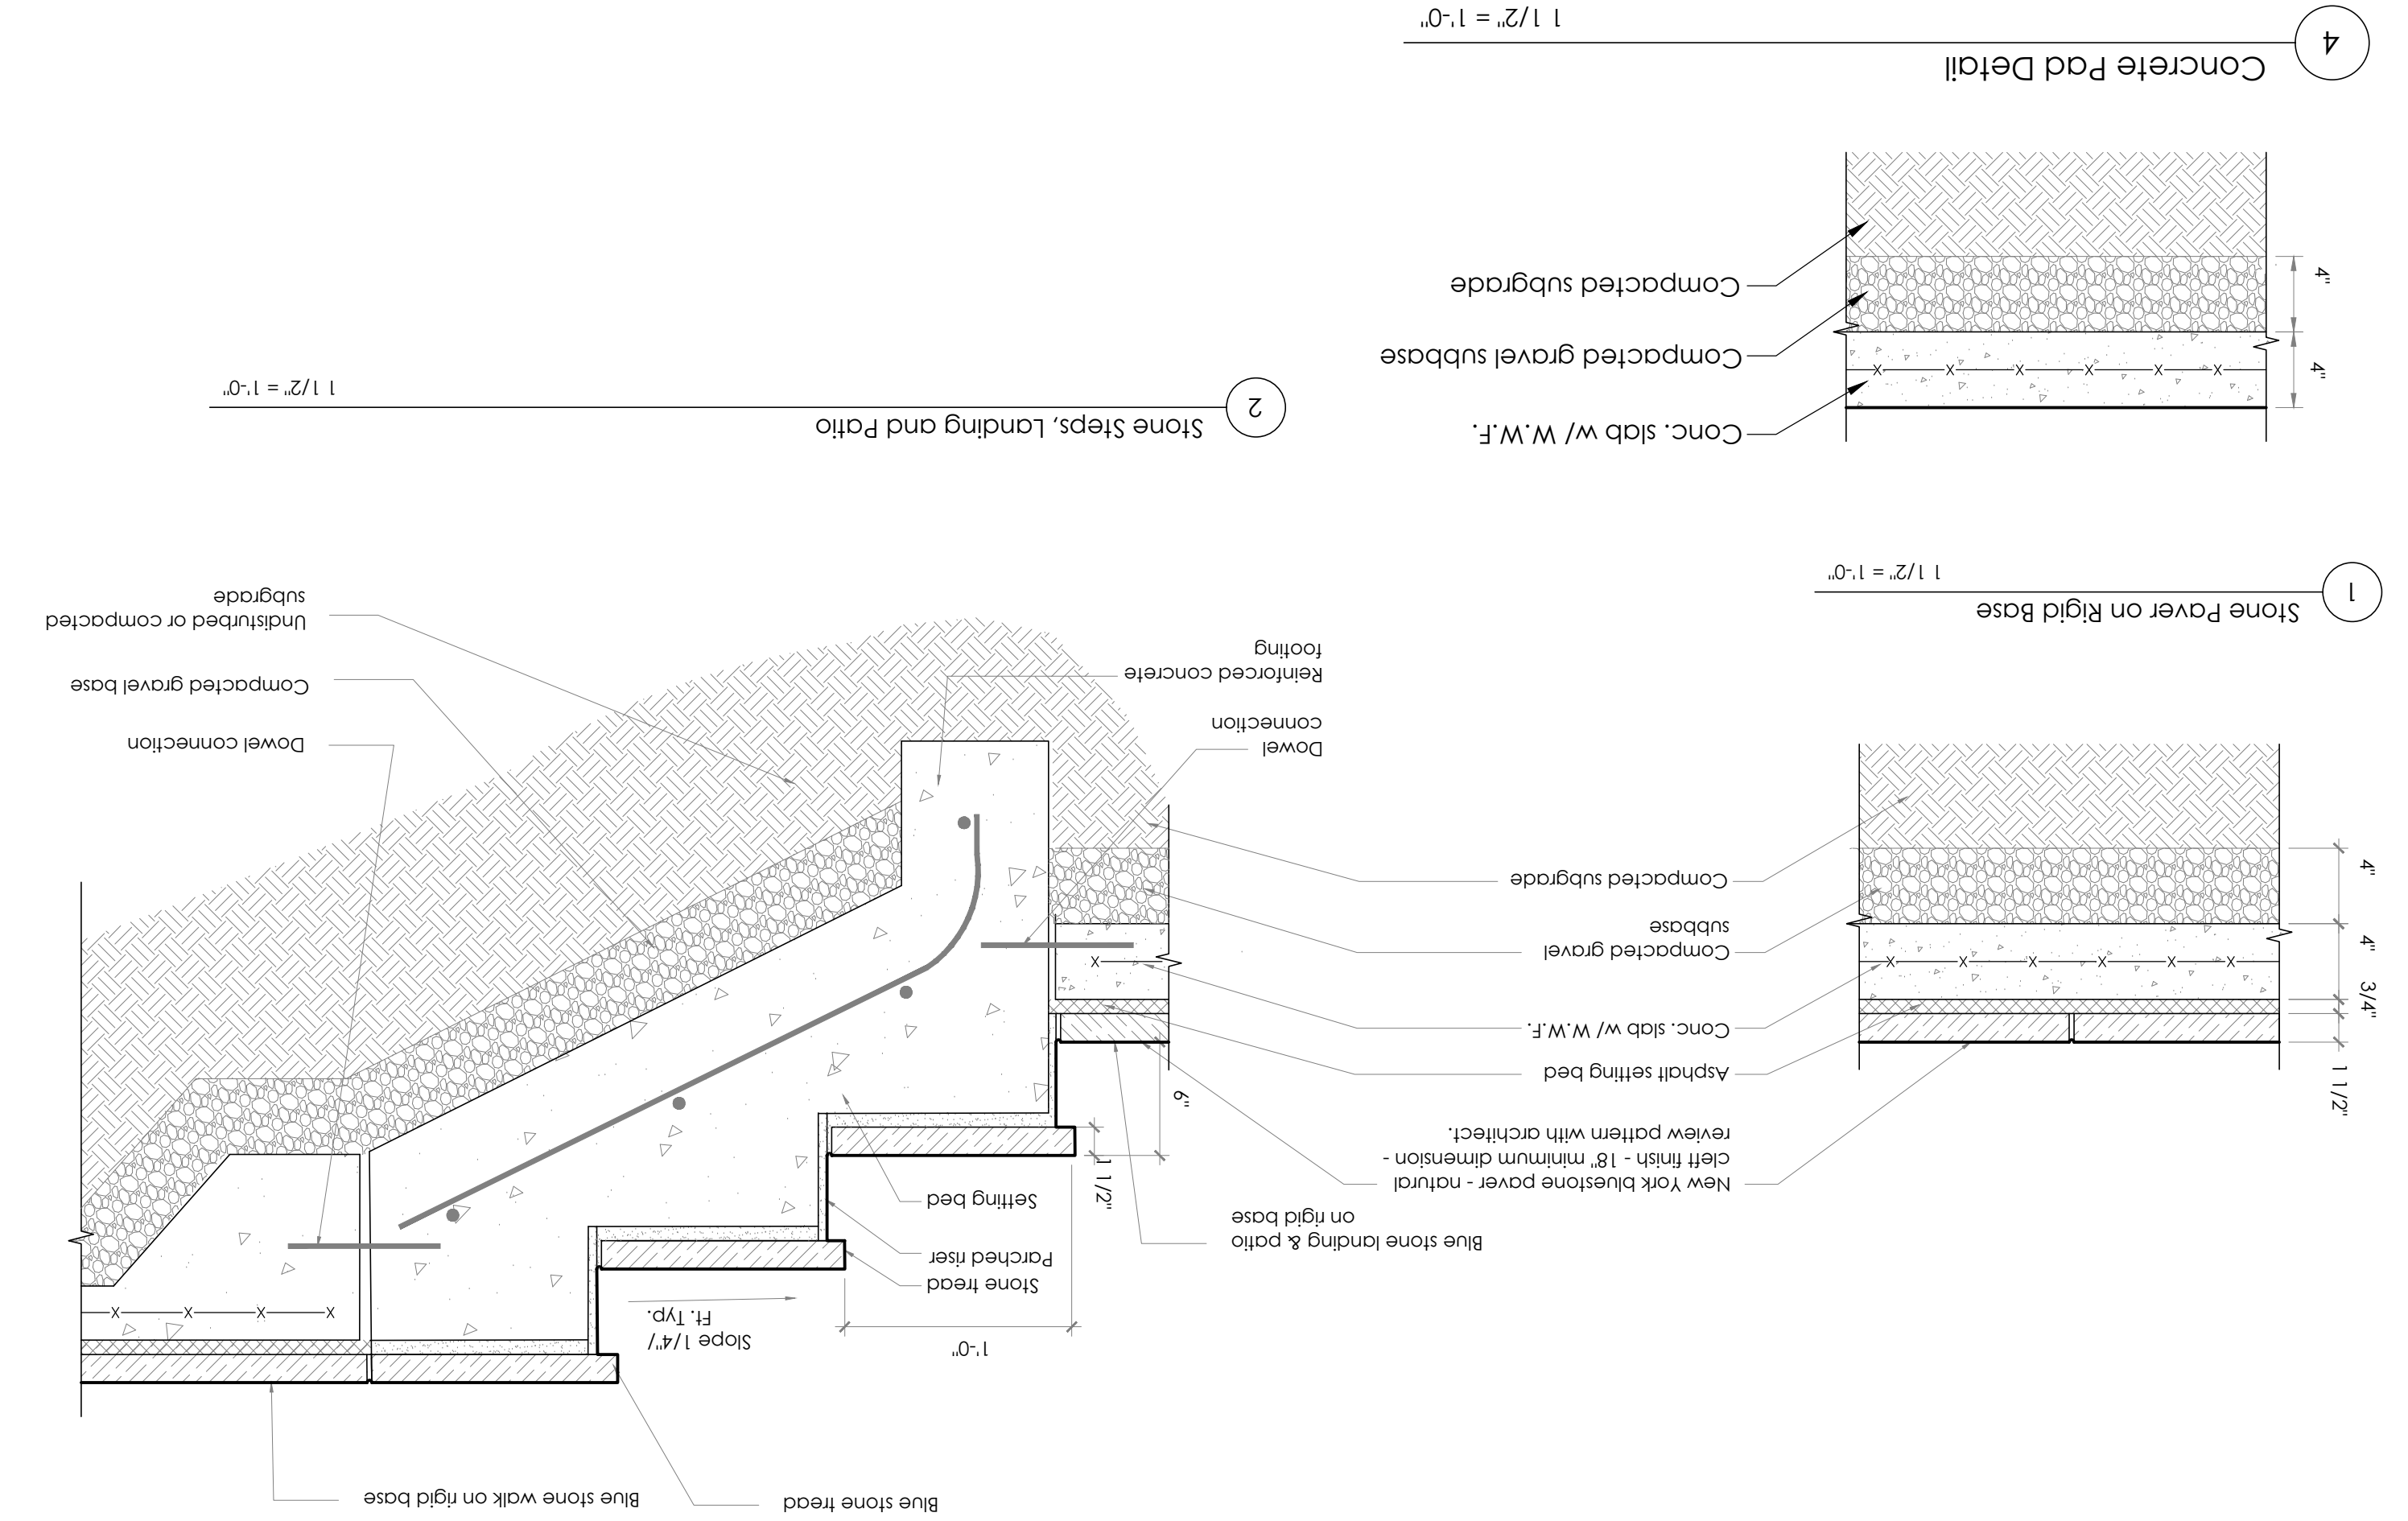 Blue stone tread
Blue stone walk on rigid base
1'-0"
Slope 1/4"/
Ft. Typ.
Stone tread
Parched riser
Setting bed
Blue stone landing & patio
on rigid base
1 1/2"
6"
New York bluestone paver - natural
cleft finish - 18" minimum dimension -
review pattern with architect.
Asphalt setting bed
Conc. slab w/ W.W.F.
Compacted gravel
subbase
Compacted subgrade
1 1/2"
3/4"
4"
4"
X X X X X X
X
X X X X
Dowel
connection
Reinforced concrete
footing
Dowel connection
Compacted gravel base
Undisturbed or compacted
subgrade
1
Stone Paver on Rigid Base
1 1/2" = 1'-0"
2
Stone Steps, Landing and Patio
1 1/2" = 1'-0"
Conc. slab w/ W.W.F.
Compacted gravel subbase
Compacted subgrade
X X X X X X
4"
4"
4
Concrete Pad Detail
1 1/2" = 1'-0"